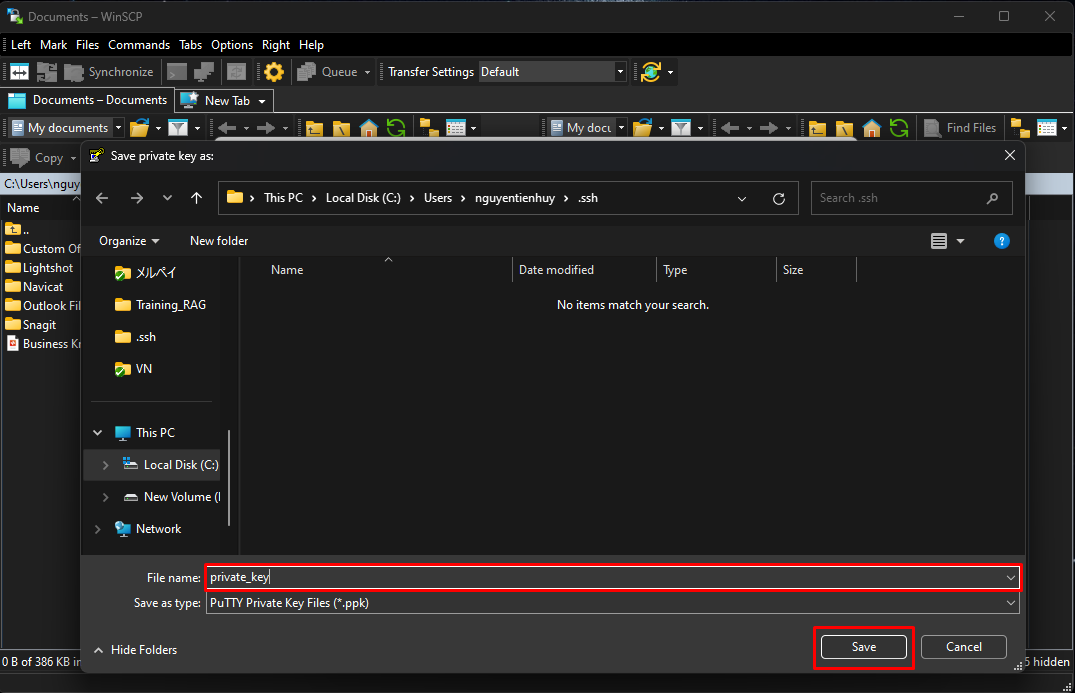 Documents – WinSCP
Left Mark Files Commands Tabs Options Right Help
Synchronize Queue Transfer Settings Default
Documents – Documents New Tab
My documents My docu Find Files
Copy
Save private key as:
C:\Users\nguy
This PC Local Disk (C:) Users nguyentienhuy .ssh Search .ssh
Name
..
Organize New folder ?
Custom Of
Lightshot
Navicat
Outlook Fil
Snagit
Business Kr
メルペイ
Training_RAG
.ssh
VN
This PC
Local Disk (C:)
New Volume (
Network
Name Date modified Type Size
No items match your search.
File name: private_key
Save as type: PuTTY Private Key Files (*.ppk)
Hide Folders Save Cancel
0 B of 386 KB in
5 hidden